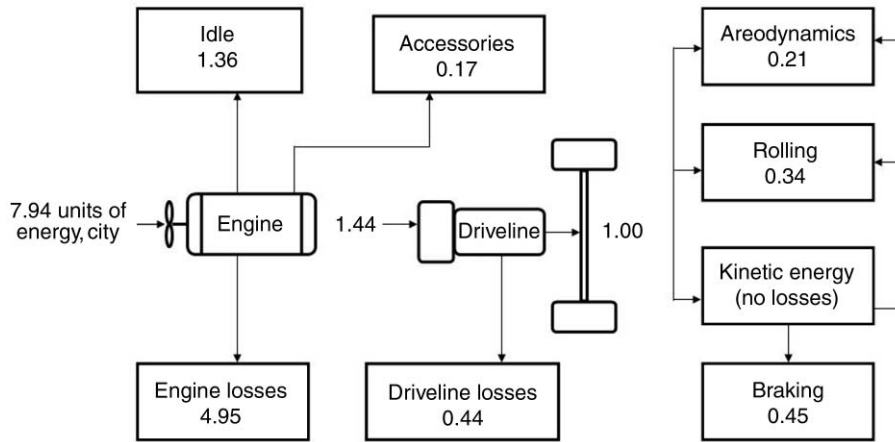 Idle
1.36
Accessories
0.17
Areodynamics
0.21
Rolling
0.34
7.94 units of
energy, city
Engine
1.44
Driveline
1.00
Kinetic energy
(no losses)
Engine losses
4.95
Driveline losses
0.44
Braking
0.45